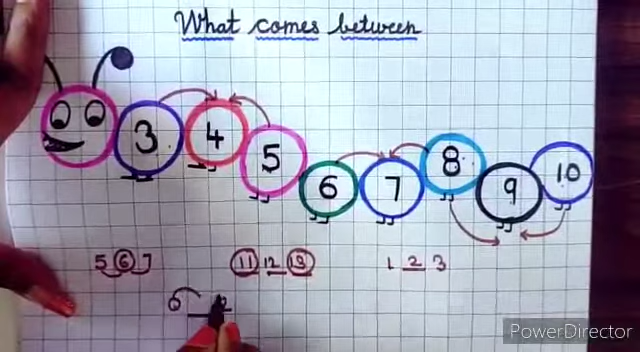 What comes between
3 4 5 6 7 8 9 10
5 6 7 11 12 13 1 2 3
6
PowerDirector